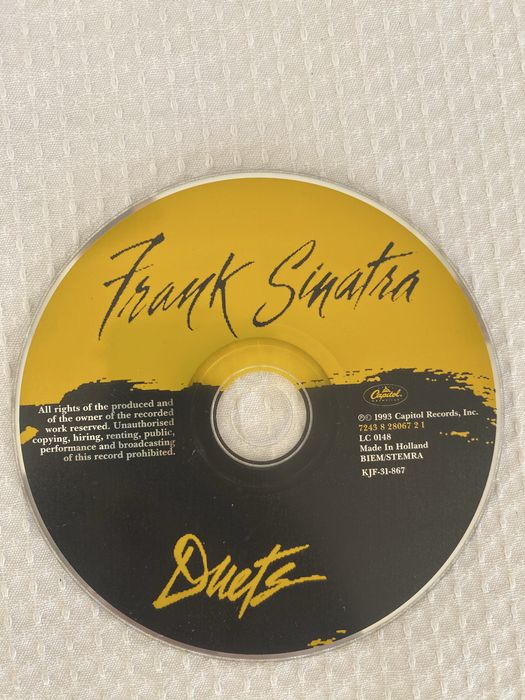 Frank Sinatra
All rights of the produced and
of the owner of the recorded
work reserved. Unauthorised
copying, hiring, renting, public,
performance and broadcasting
of this record prohibited.
Capitol
℗© 1993 Capitol Records, Inc.
7243 8 28067 2 1
LC 0148
Made In Holland
BIEM/STEMRA
KJF-31-867
Duets